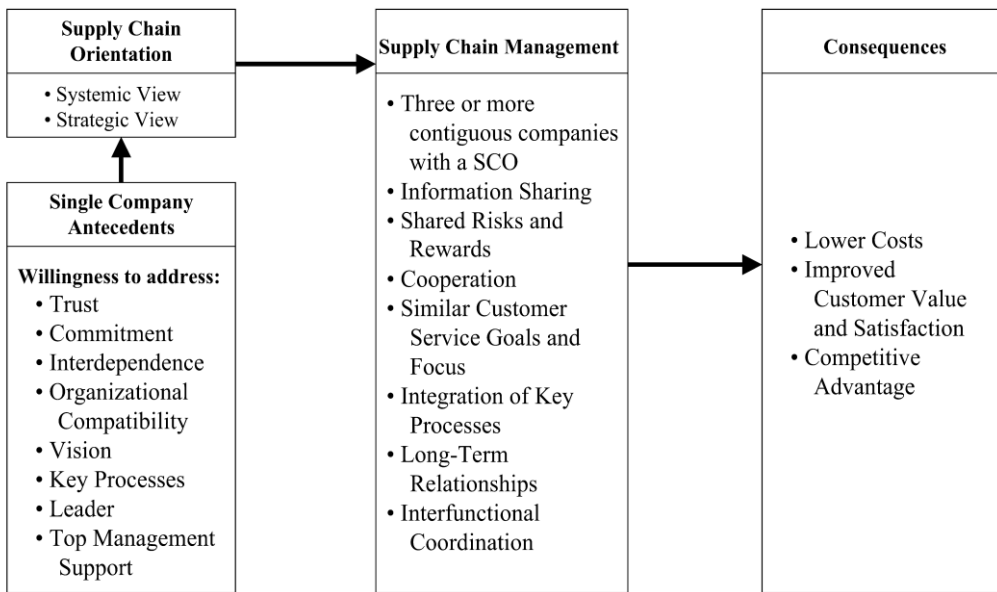 Supply Chain
Orientation
• Systemic View
• Strategic View
Single Company
Antecedents
Willingness to address:
• Trust
• Commitment
• Interdependence
• Organizational
Compatibility
• Vision
• Key Processes
• Leader
• Top Management
Support
Supply Chain Management
• Three or more
contiguous companies
with a SCO
• Information Sharing
• Shared Risks and
Rewards
• Cooperation
• Similar Customer
Service Goals and
Focus
• Integration of Key
Processes
• Long-Term
Relationships
• Interfunctional
Coordination
Consequences
• Lower Costs
• Improved
Customer Value
and Satisfaction
• Competitive
Advantage